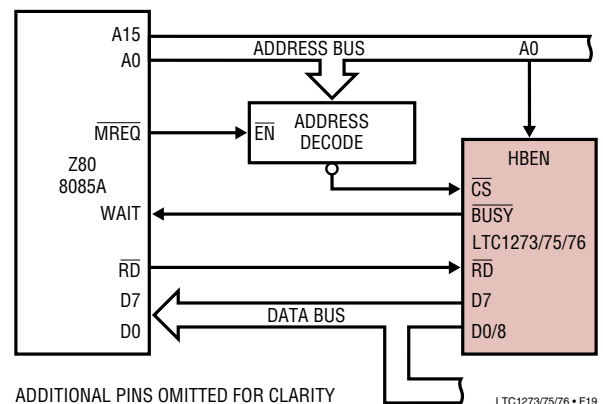 A15
ADDRESS BUS
A0
A0
MREQ
EN
ADDRESS
DECODE
HBEN
Z80
8085A
CS
WAIT
BUSY
LTC1273/75/76
RD
RD
D7
D7
DATA BUS
D0
D0/8
ADDITIONAL PINS OMITTED FOR CLARITY
LTC1273/75/76 • F19